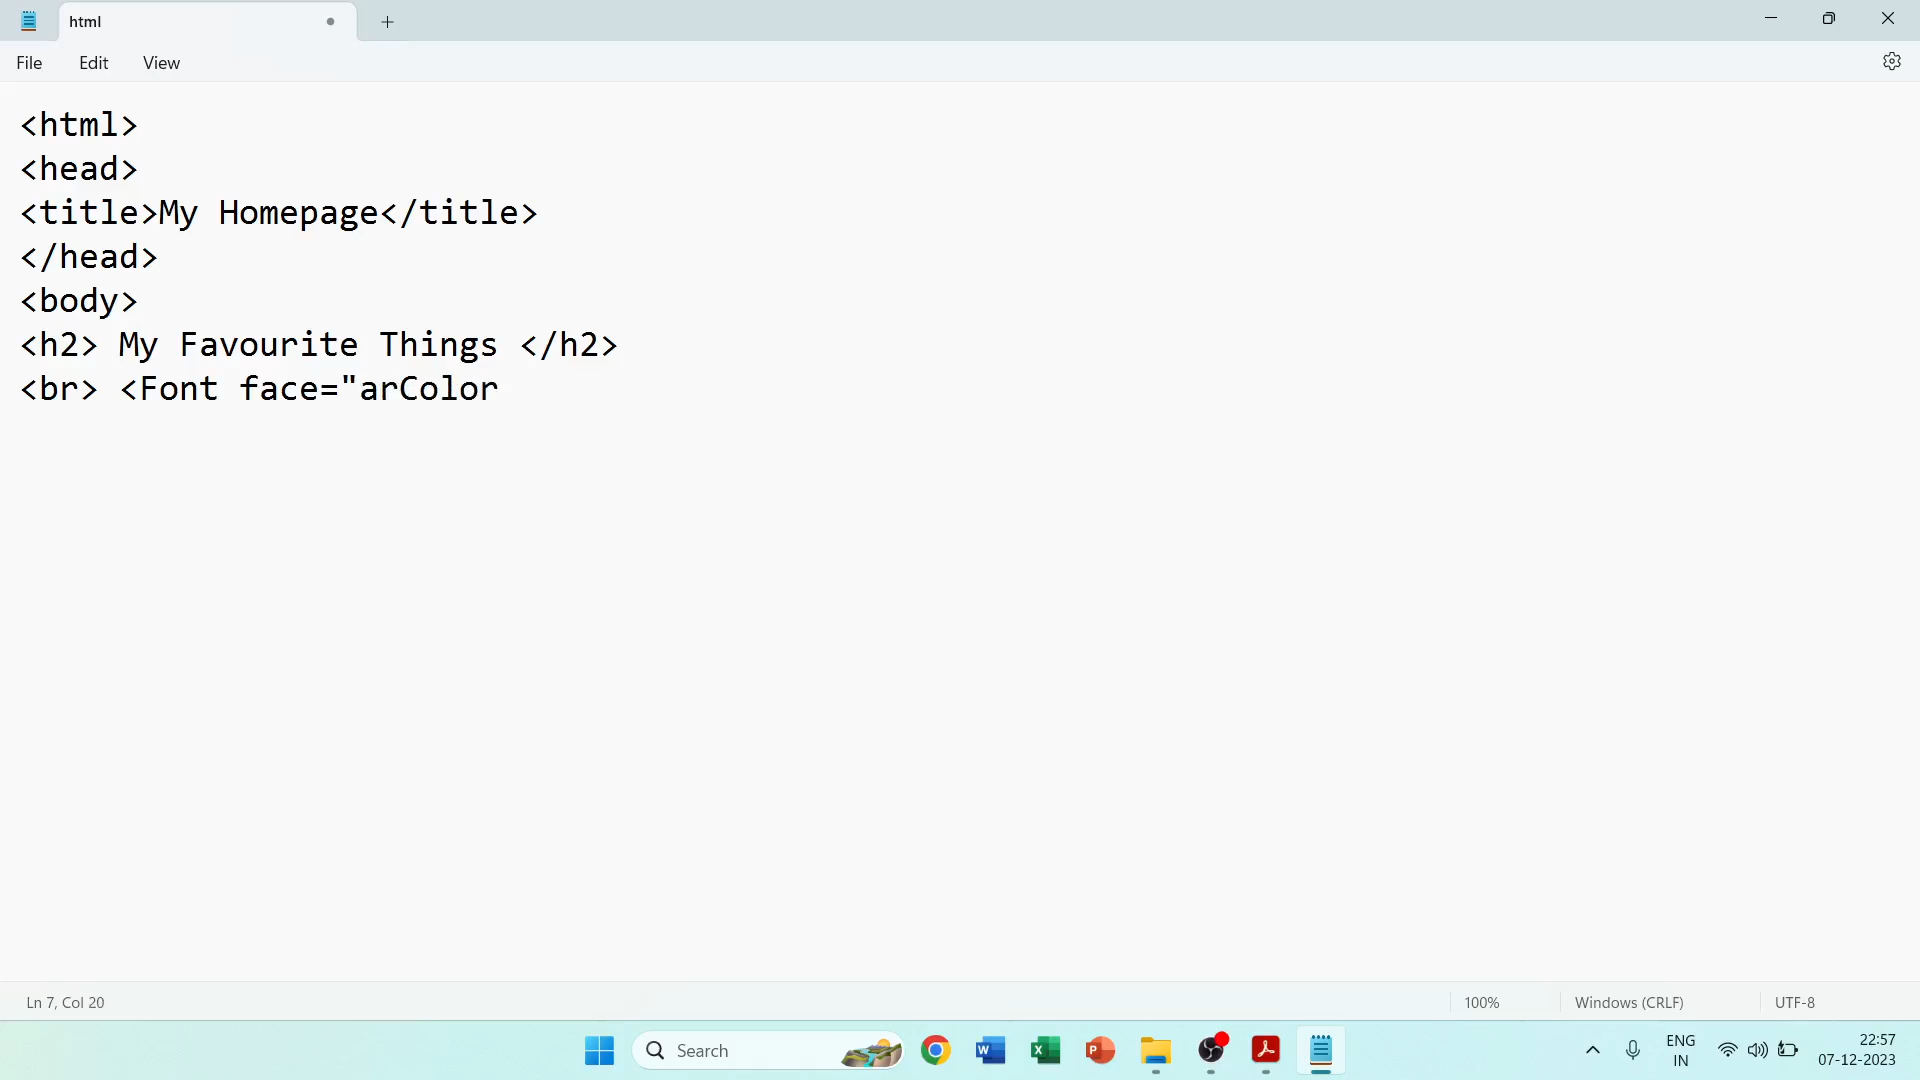 html
File Edit View
<html>
<head>
<title>My Homepage</title>
</head>
<body>
<h2> My Favourite Things </h2>
<br> <Font face="arColor
Ln 7, Col 20 100% Windows (CRLF) UTF-8
Search
ENG
IN
22:57
07-12-2023